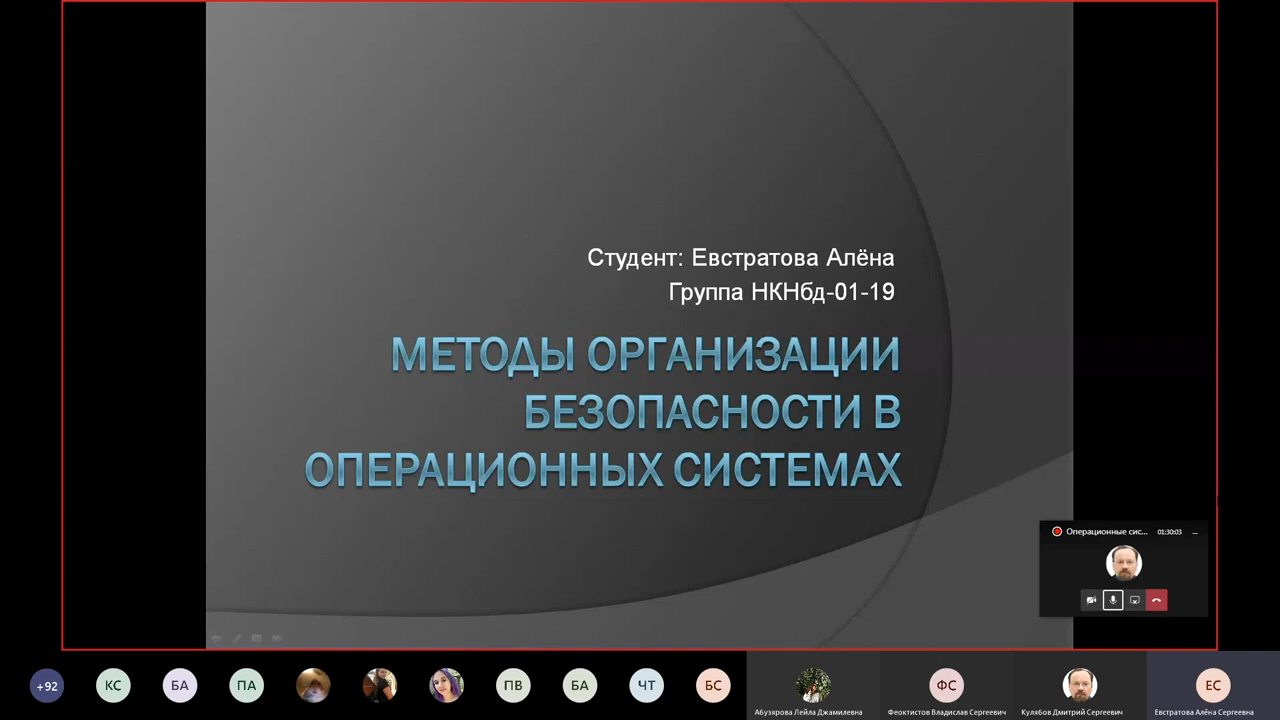 Студент: Евстратова Алёна
Группа НКНбд-01-19
МЕТОДЫ ОРГАНИЗАЦИИ
БЕЗОПАСНОСТИ В
ОПЕРАЦИОННЫХ СИСТЕМАХ
Операционные сис... 01:30:03 ...
+92 КС БА ПА ПВ БА ЧТ БС ФС ЕС
Абузярова Лейла Джамилевна Феоктистов Владислав Сергеевич Кулябов Дмитрий Сергеевич Евстратова Алёна Сергеевна